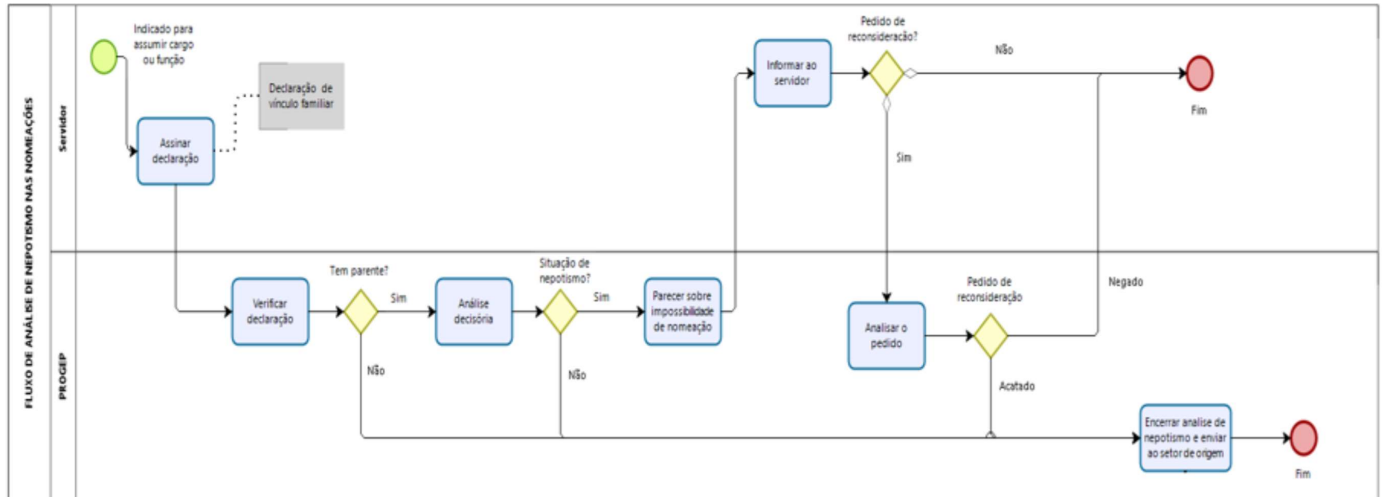 FLUXO DE ANÁLISE DE NEPOTISMO NAS NOMEAÇÕES
Servidor
Indicado para
assumir cargo
ou função
Declaração de
vínculo familiar
Assinar
declaração
Informar ao
servidor
Pedido de
reconsideração?
Não
Fim
Sim
PROGEP
Verificar
declaração
Tem parente?
Sim
Não
Análise
decisória
Situação de
nepotismo?
Sim
Não
Parecer sobre
impossibilidade
de nomeação
Analisar o
pedido
Pedido de
reconsideração
Negado
Acatado
Encerrar analise de
nepotismo e enviar
ao setor de origem
Fim